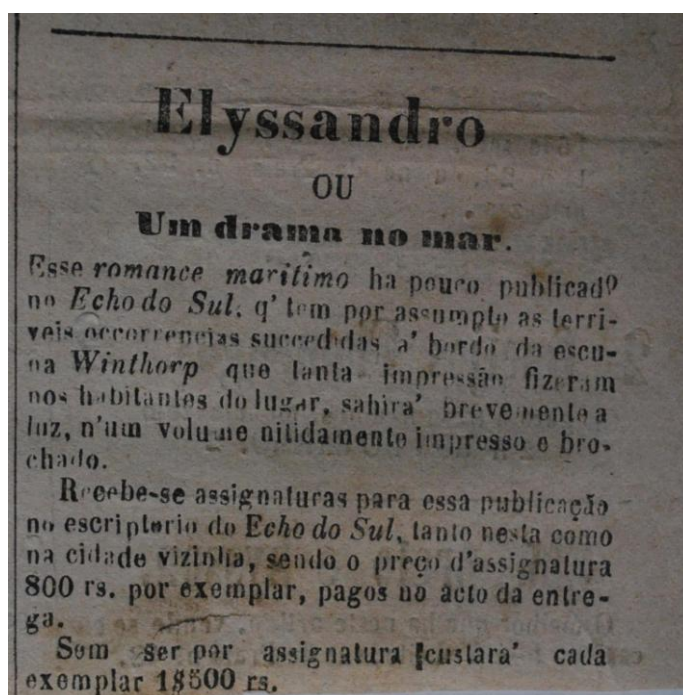 Elyssandro
OU
Um drama no mar.
Esse romance maritimo ha pouco publicado
no Echo do Sul, q' tem por assumpto as terri-
veis occorrencias succedidas a' bordo da escu-
na Winthorp que tanta impressão fizeram
nos habitantes do lugar, sahira' brevemente a
luz, n'um volume nitidamente impresso e bro-
chado.
Recebe-se assignaturas para essa publicação
no escriptorio do Echo do Sul, tanto nesta como
na cidade vizinha, sendo o preço d'assignatura
800 rs. por exemplar, pagos no acto da entre-
ga.
Sem ser por assignatura custara' cada
exemplar 1$500 rs.